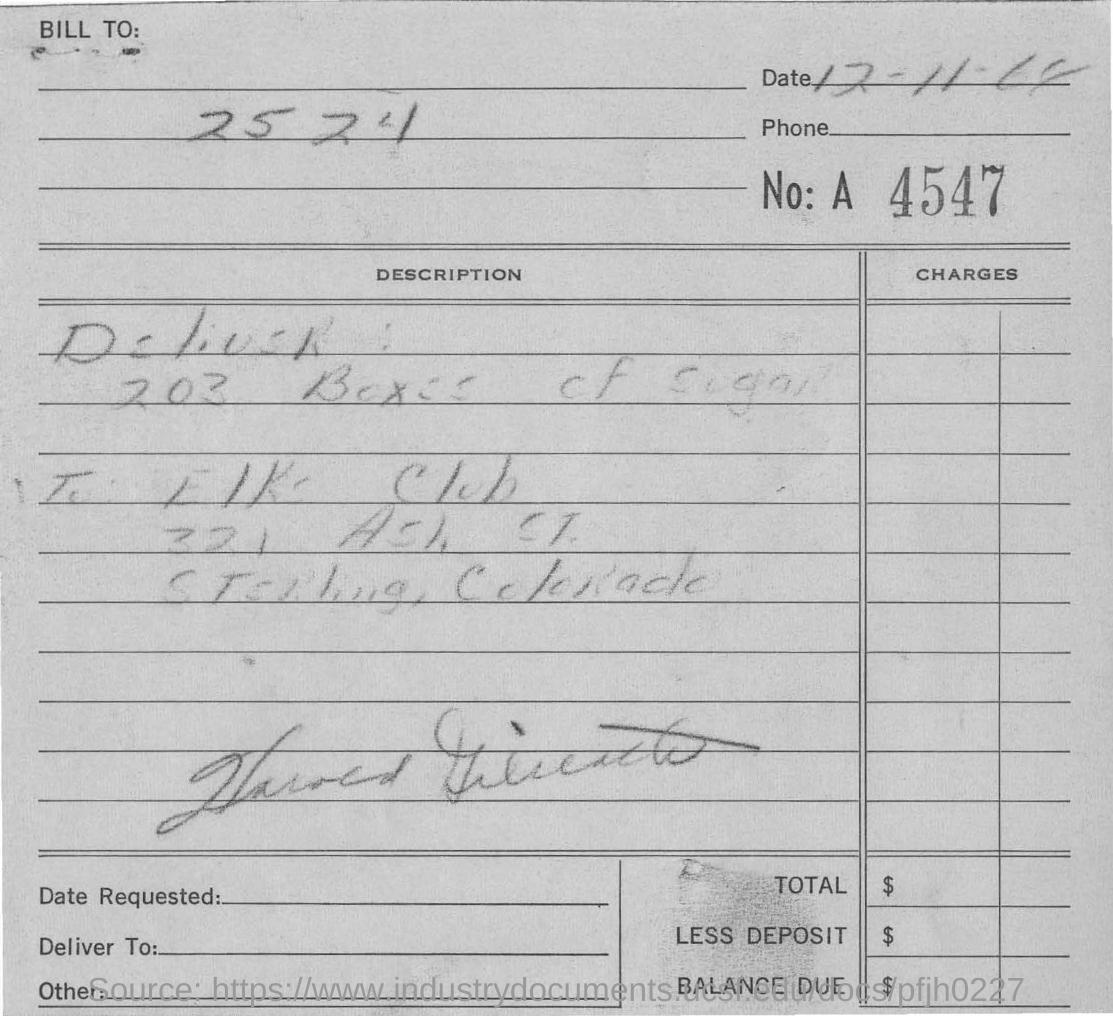 BILL TO:
Date 12-11-68
2524
Phone
No: A 4547
DESCRIPTION CHARGES
Deliver:
203 Boxes of sugar
To: Elks Club
321 Ash ST.
STerling, Colorado
Harold
TOTAL $
Date Requested:
LESS DEPOSIT $
Deliver To:
BALANCE DUE $
Other:
Source: https://www.industrydocuments.ucsf.edu/docs/pfjh0227